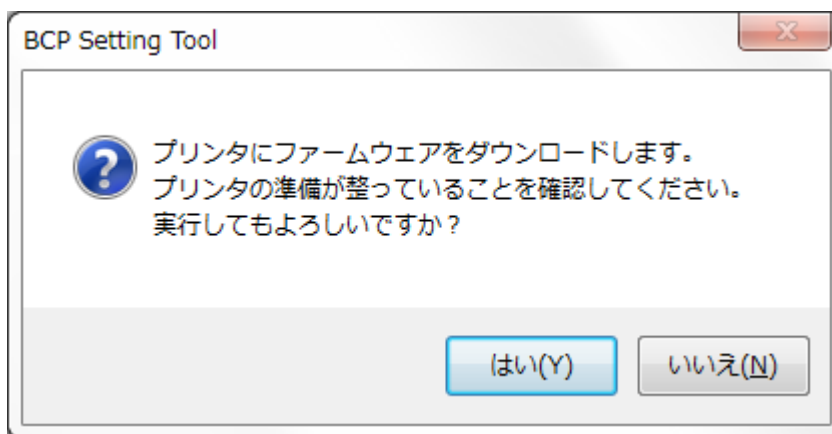 BCP Setting Tool
プリンタにファームウェアをダウンロードします。
プリンタの準備が整っていることを確認してください。
実行してもよろしいですか？
はい(Y)
いいえ(N)